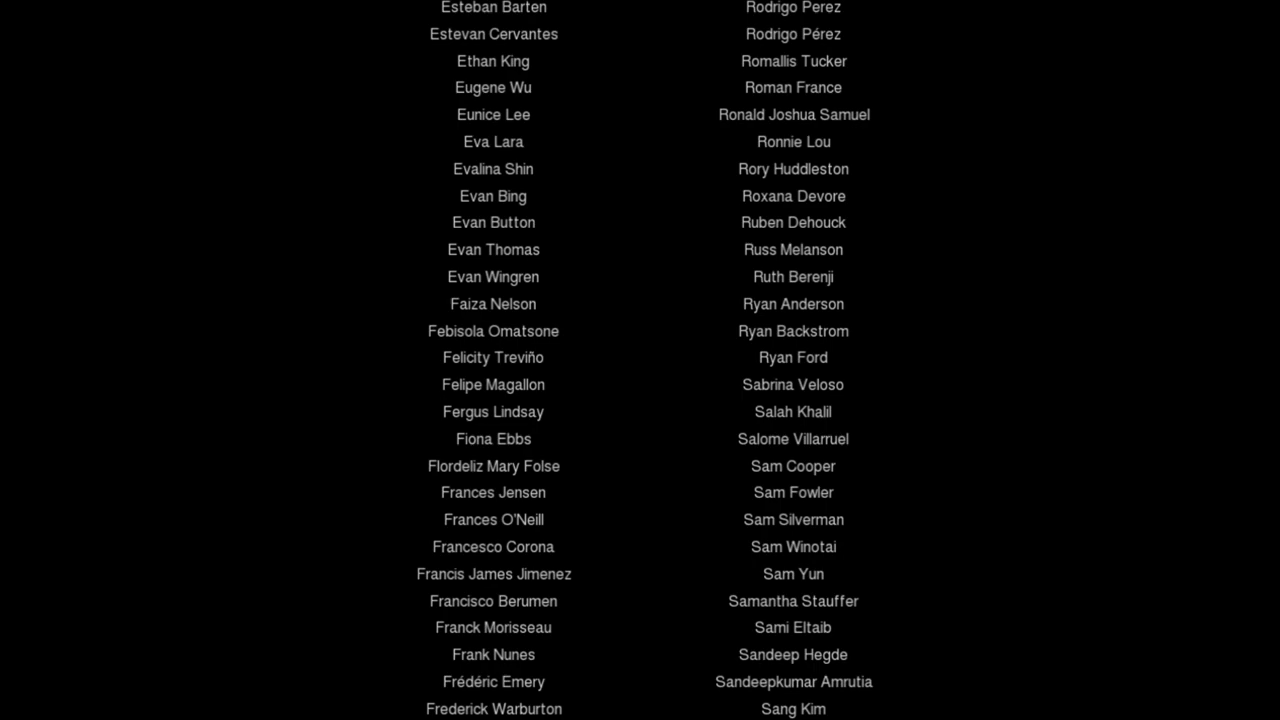 Esteban Barten
Estevan Cervantes
Ethan King
Eugene Wu
Eunice Lee
Eva Lara
Evalina Shin
Evan Bing
Evan Button
Evan Thomas
Evan Wingren
Faiza Nelson
Febisola Omatsone
Felicity Treviño
Felipe Magallon
Fergus Lindsay
Fiona Ebbs
Flordeliz Mary Folse
Frances Jensen
Frances O'Neill
Francesco Corona
Francis James Jimenez
Francisco Berumen
Franck Morisseau
Frank Nunes
Frédéric Emery
Frederick Warburton
Rodrigo Perez
Rodrigo Pérez
Romallis Tucker
Roman France
Ronald Joshua Samuel
Ronnie Lou
Rory Huddleston
Roxana Devore
Ruben Dehouck
Russ Melanson
Ruth Berenji
Ryan Anderson
Ryan Backstrom
Ryan Ford
Sabrina Veloso
Salah Khalil
Salome Villarruel
Sam Cooper
Sam Fowler
Sam Silverman
Sam Winotai
Sam Yun
Samantha Stauffer
Sami Eltaib
Sandeep Hegde
Sandeepkumar Amrutia
Sang Kim